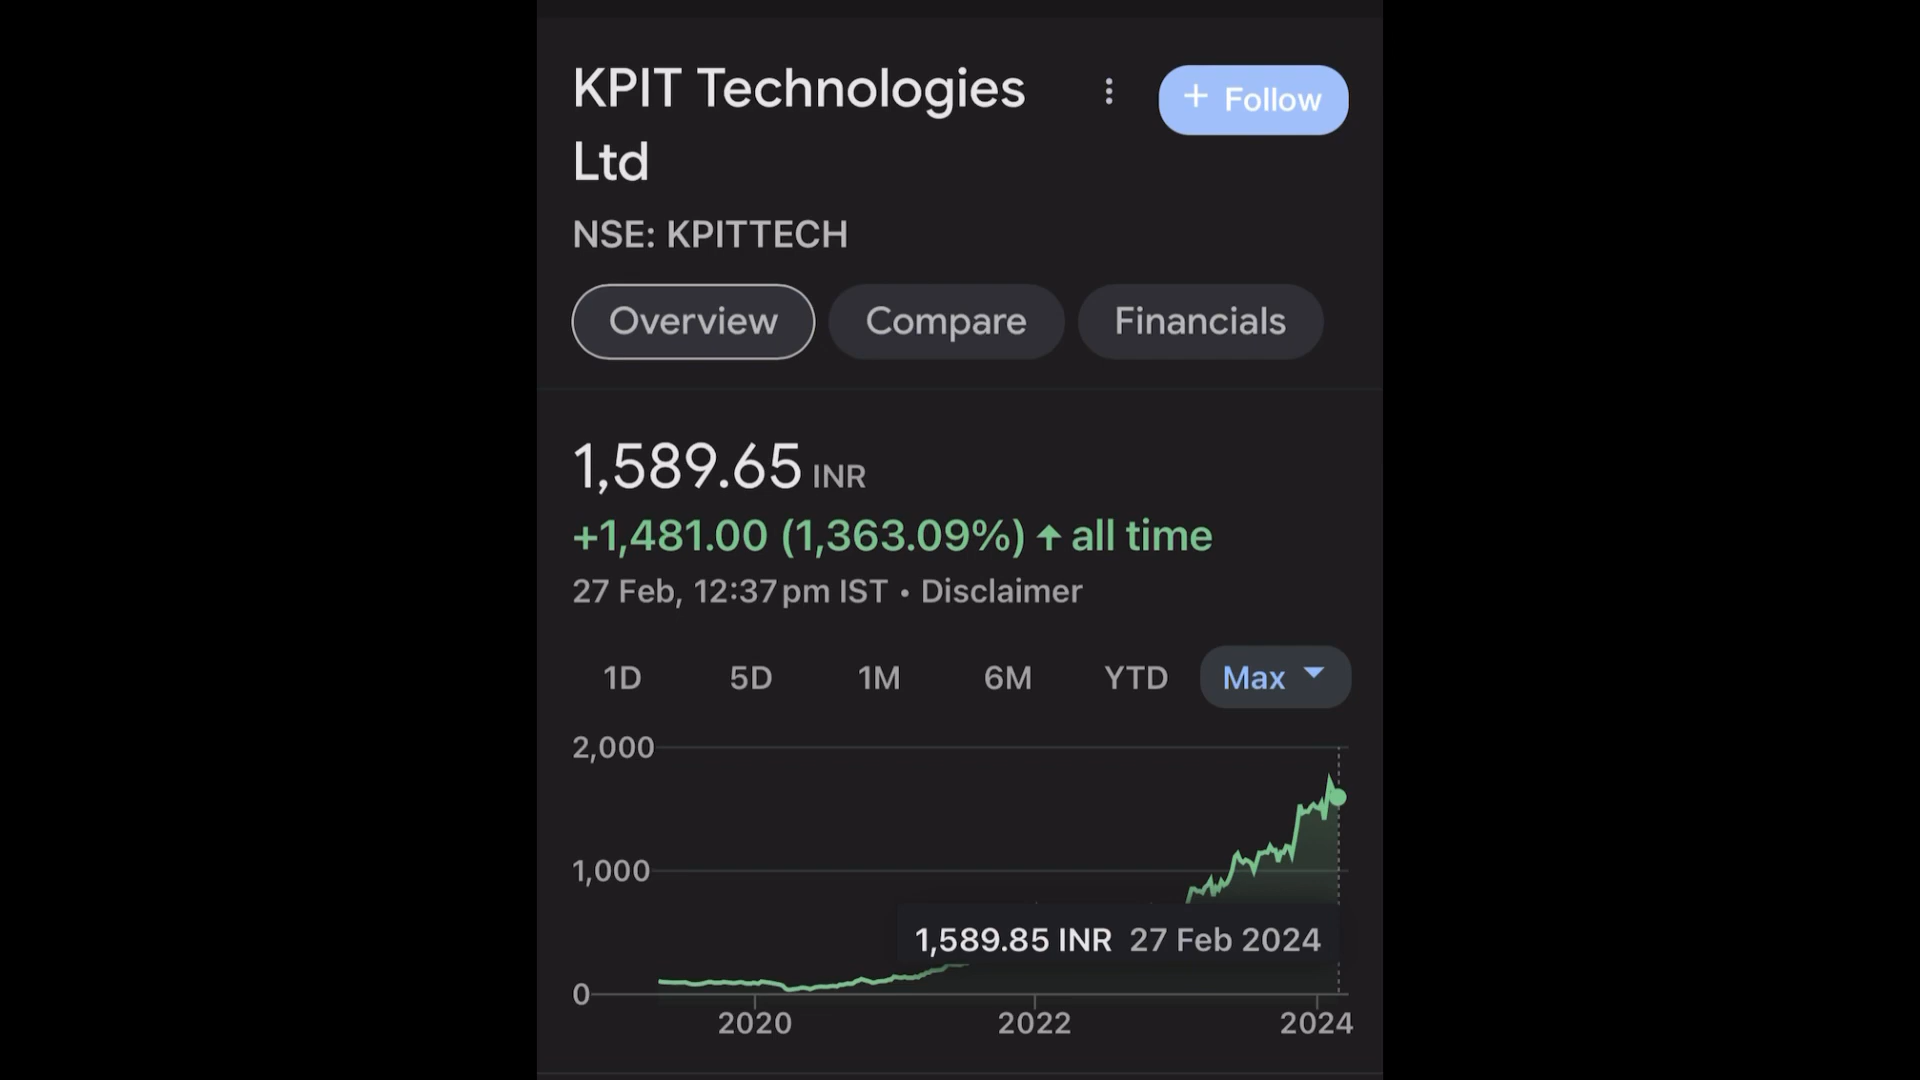 KPIT Technologies
Ltd
+ Follow
NSE: KPITTECH
Overview Compare Financials
1,589.65 INR
+1,481.00 (1,363.09%) ↑ all time
27 Feb, 12:37 pm IST • Disclaimer
1D 5D 1M 6M YTD Max
2,000
1,000
1,589.85 INR 27 Feb 2024
0
2020 2022 2024